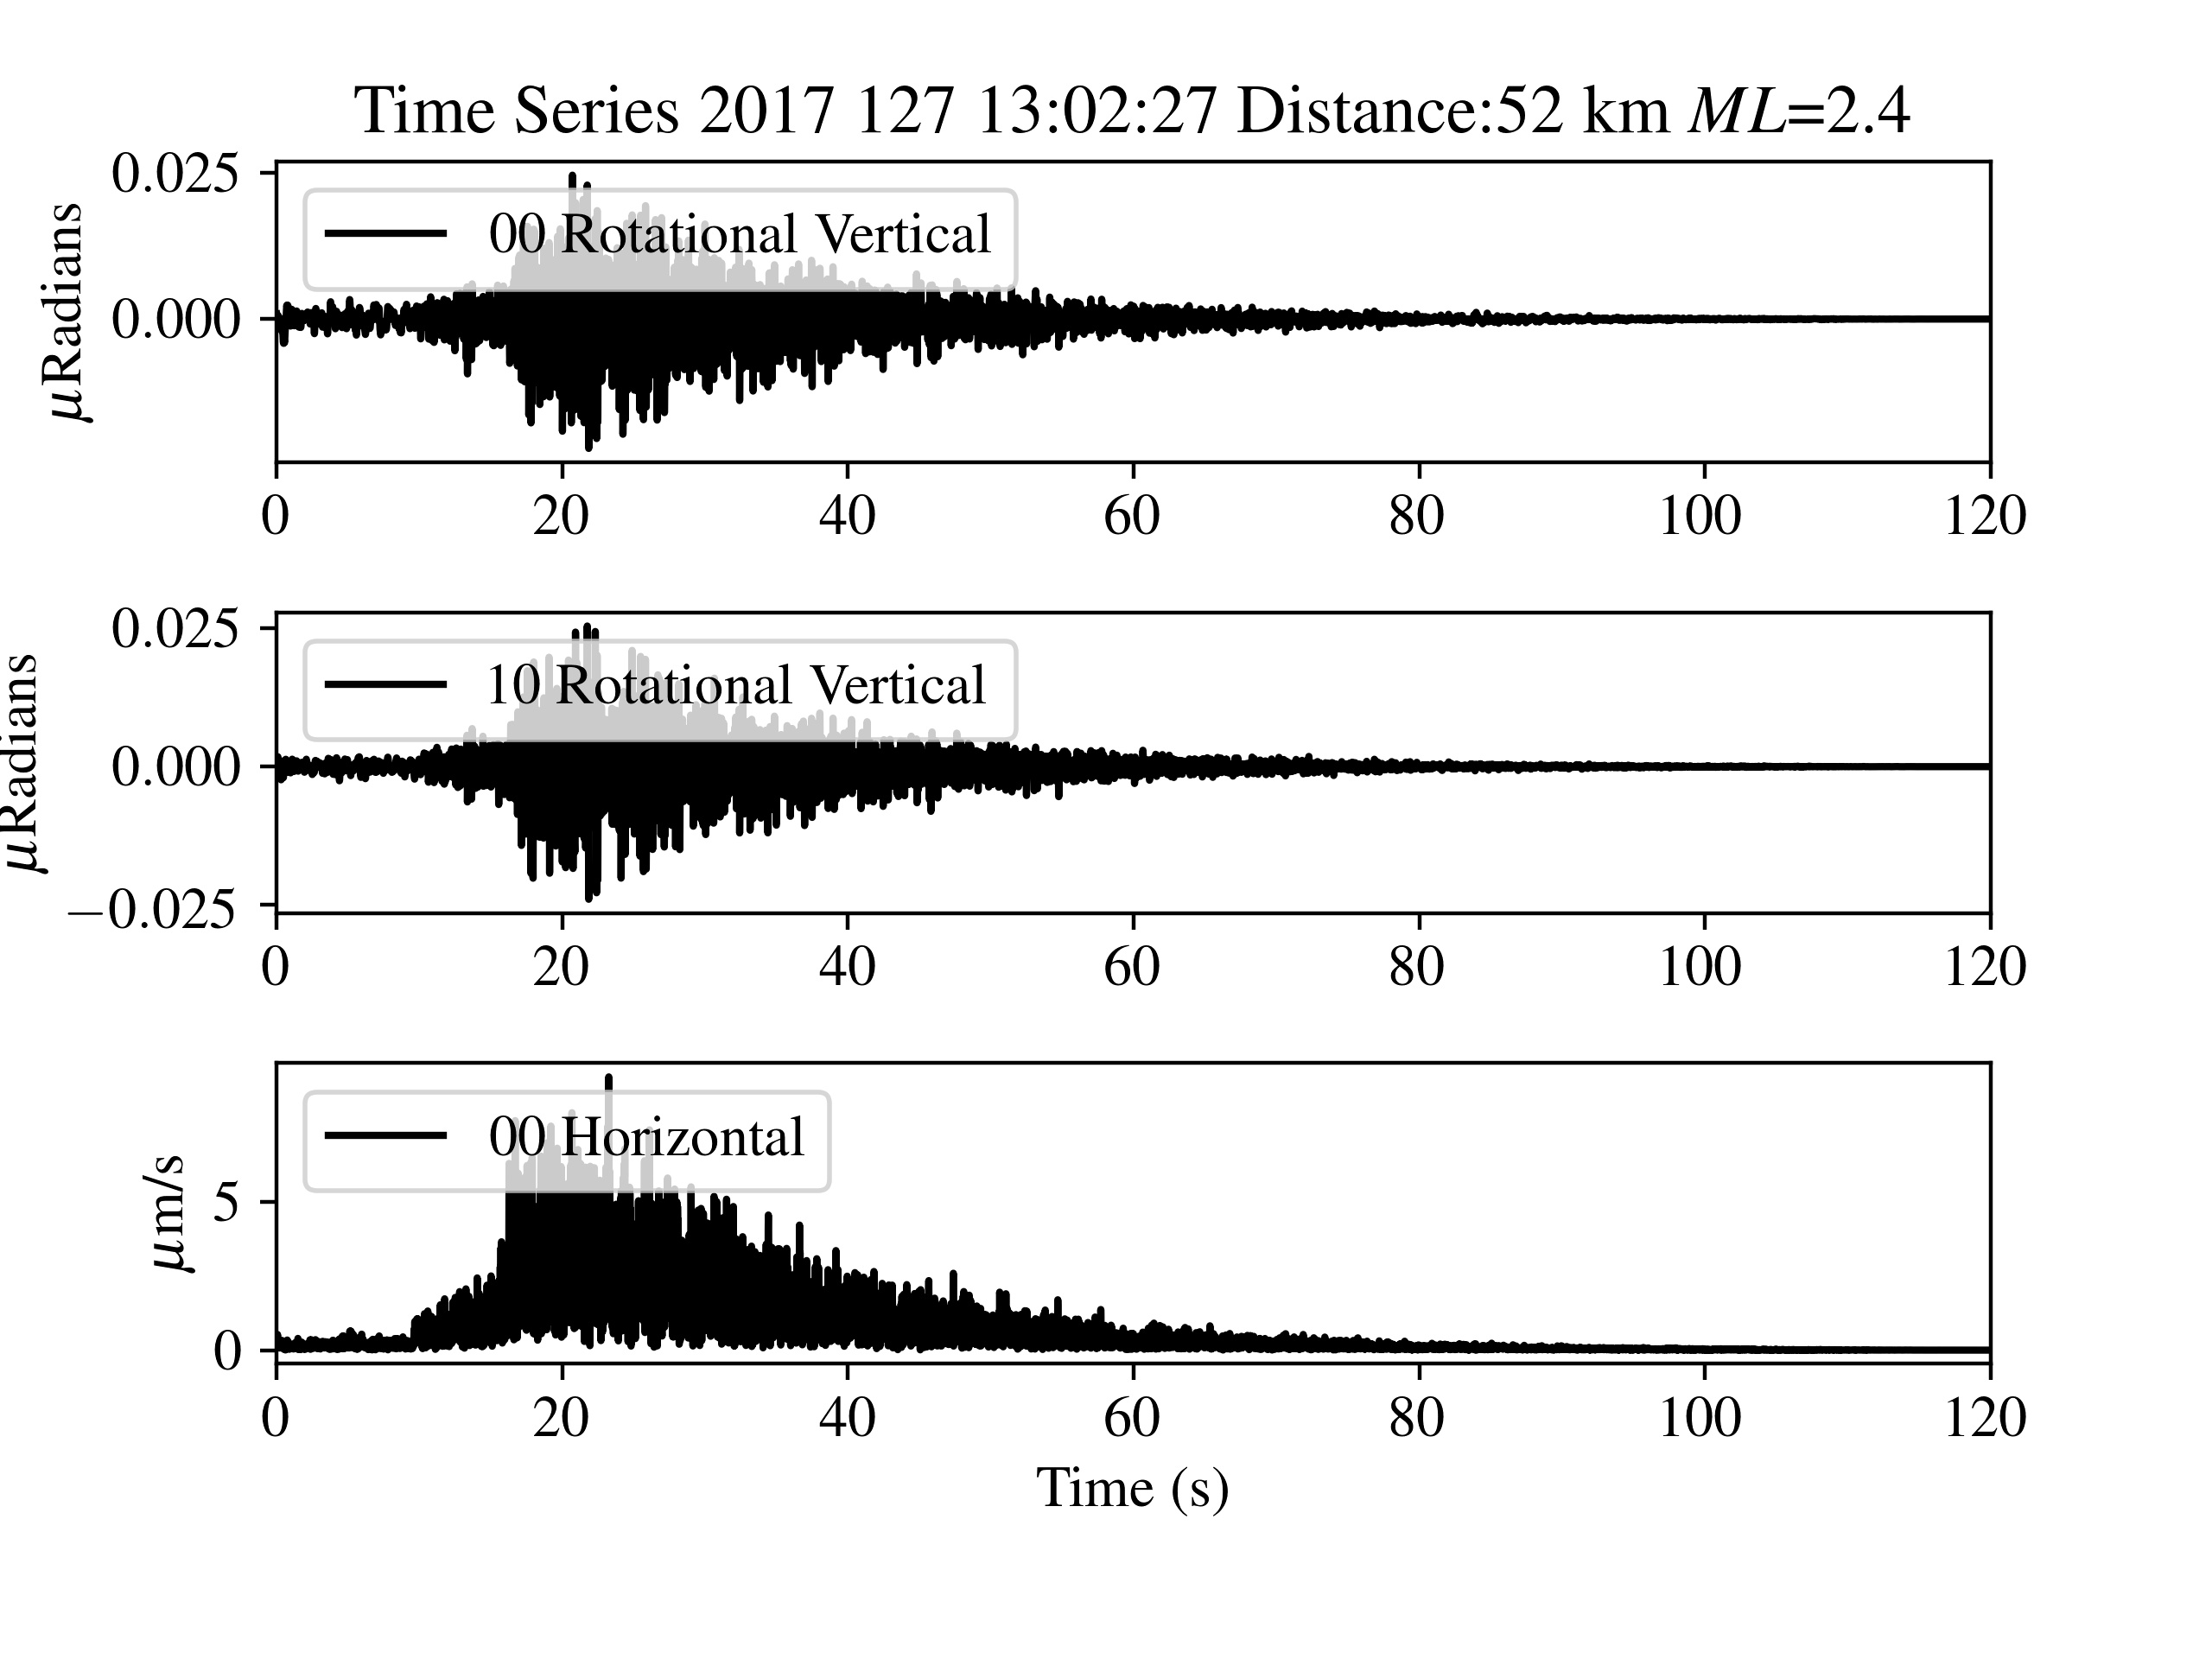 Time Series 2017 127 13:02:27 Distance:52 km ML=2.4
0.025
0.000
μRadians
00 Rotational Vertical
0 20 40 60 80 100 120
0.025
0.000
−0.025
μRadians
10 Rotational Vertical
0 20 40 60 80 100 120
5
0
μm/s
00 Horizontal
0 20 40 60 80 100 120
Time (s)